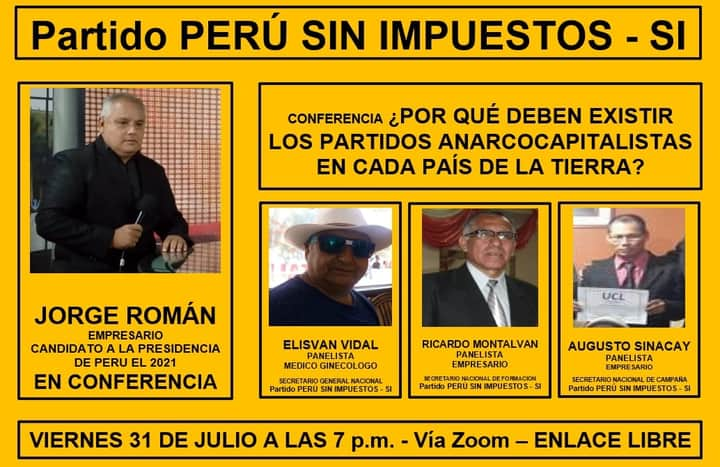 Partido PERÚ SIN IMPUESTOS - SI
CONFERENCIA ¿POR QUÉ DEBEN EXISTIR
LOS PARTIDOS ANARCOCAPITALISTAS
EN CADA PAÍS DE LA TIERRA?
JORGE ROMÁN
EMPRESARIO
CANDIDATO A LA PRESIDENCIA
DE PERU EL 2021
EN CONFERENCIA
ELISVAN VIDAL
PANELISTA
MEDICO GINECOLOGO
SECRETARIO GENERAL NACIONAL
Partido PERÚ SIN IMPUESTOS - SI
RICARDO MONTALVAN
PANELISTA
EMPRESARIO
SECRETARIO NACIONAL DE FORMACION
Partido PERÚ SIN IMPUESTOS - SI
UCL
AUGUSTO SINACAY
PANELISTA
EMPRESARIO
SECRETARIO NACIONAL DE CAMPAÑA
Partido PERÚ SIN IMPUESTOS - SI
VIERNES 31 DE JULIO A LAS 7 p.m. - Vía Zoom – ENLACE LIBRE